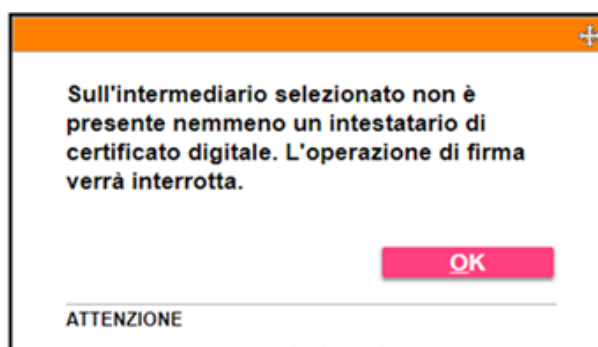 Sull'intermediario selezionato non è
presente nemmeno un intestatario di
certificato digitale. L'operazione di firma
verrà interrotta.
OK
ATTENZIONE